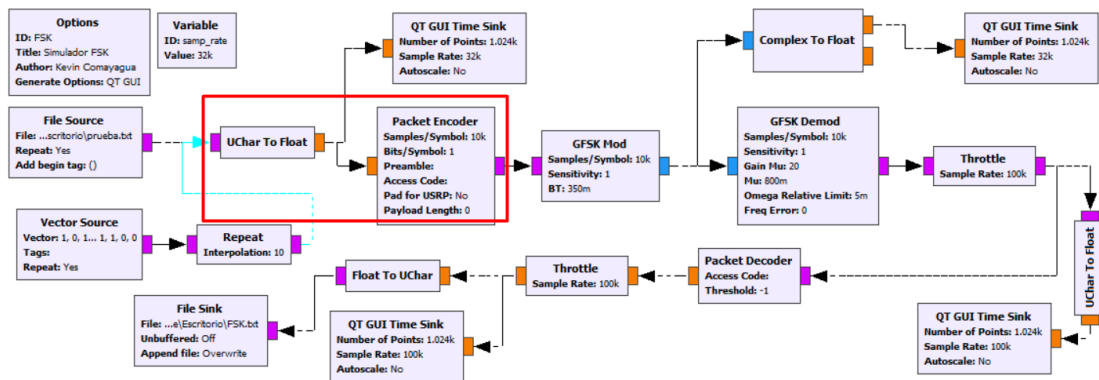 Options
ID: FSK
Title: Simulador FSK
Author: Kevin Comayagua
Generate Options: QT GUI
Variable
ID: samp_rate
Value: 32k
QT GUI Time Sink
Number of Points: 1.024k
Sample Rate: 32k
Autoscale: No
Complex To Float
QT GUI Time Sink
Number of Points: 1.024k
Sample Rate: 32k
Autoscale: No
File Source
File: ...scritorio\prueba.txt
Repeat: Yes
Add begin tag: ()
UChar To Float
Packet Encoder
Samples/Symbol: 10k
Bits/Symbol: 1
Preamble:
Access Code:
Pad for USRP: No
Payload Length: 0
GFSK Mod
Samples/Symbol: 10k
Sensitivity: 1
BT: 350m
GFSK Demod
Samples/Symbol: 10k
Sensitivity: 1
Gain Mu: 20
Mu: 800m
Omega Relative Limit: 5m
Freq Error: 0
Throttle
Sample Rate: 100k
Vector Source
Vector: 1, 0, 1... 1, 1, 0, 0
Tags:
Repeat: Yes
Repeat
Interpolation: 10
UChar To Float
Float To UChar
Throttle
Sample Rate: 100k
Packet Decoder
Access Code:
Threshold: -1
File Sink
File: ...e\Escritorio\FSK.txt
Unbuffered: Off
Append file: Overwrite
QT GUI Time Sink
Number of Points: 1.024k
Sample Rate: 100k
Autoscale: No
QT GUI Time Sink
Number of Points: 1.024k
Sample Rate: 100k
Autoscale: No